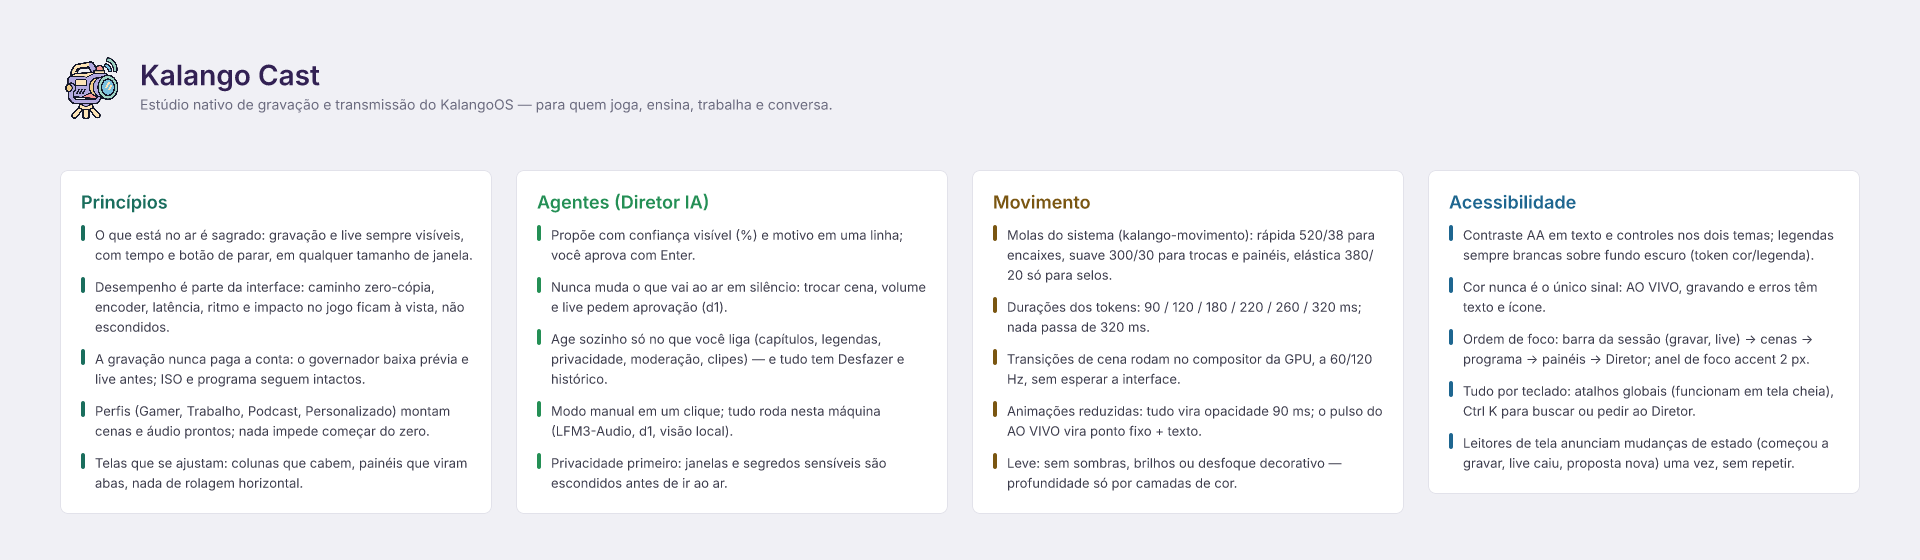 Kalango Cast
Estúdio nativo de gravação e transmissão do KalangoOS — para quem joga, ensina, trabalha e conversa.
Princípios
O que está no ar é sagrado: gravação e live sempre visíveis,
com tempo e botão de parar, em qualquer tamanho de janela.
Desempenho é parte da interface: caminho zero-cópia,
encoder, latência, ritmo e impacto no jogo ficam à vista, não
escondidos.
A gravação nunca paga a conta: o governador baixa prévia e
live antes; ISO e programa seguem intactos.
Perfis (Gamer, Trabalho, Podcast, Personalizado) montam
cenas e áudio prontos; nada impede começar do zero.
Telas que se ajustam: colunas que cabem, painéis que viram
abas, nada de rolagem horizontal.
Agentes (Diretor IA)
Propõe com confiança visível (%) e motivo em uma linha;
você aprova com Enter.
Nunca muda o que vai ao ar em silêncio: trocar cena, volume
e live pedem aprovação (d1).
Age sozinho só no que você liga (capítulos, legendas,
privacidade, moderação, clipes) — e tudo tem Desfazer e
histórico.
Modo manual em um clique; tudo roda nesta máquina
(LFM3-Audio, d1, visão local).
Privacidade primeiro: janelas e segredos sensíveis são
escondidos antes de ir ao ar.
Movimento
Molas do sistema (kalango-movimento): rápida 520/38 para
encaixes, suave 300/30 para trocas e painéis, elástica 380/
20 só para selos.
Durações dos tokens: 90 / 120 / 180 / 220 / 260 / 320 ms;
nada passa de 320 ms.
Transições de cena rodam no compositor da GPU, a 60/120
Hz, sem esperar a interface.
Animações reduzidas: tudo vira opacidade 90 ms; o pulso do
AO VIVO vira ponto fixo + texto.
Leve: sem sombras, brilhos ou desfoque decorativo —
profundidade só por camadas de cor.
Acessibilidade
Contraste AA em texto e controles nos dois temas; legendas
sempre brancas sobre fundo escuro (token cor/legenda).
Cor nunca é o único sinal: AO VIVO, gravando e erros têm
texto e ícone.
Ordem de foco: barra da sessão (gravar, live) → cenas →
programa → painéis → Diretor; anel de foco accent 2 px.
Tudo por teclado: atalhos globais (funcionam em tela cheia),
Ctrl K para buscar ou pedir ao Diretor.
Leitores de tela anunciam mudanças de estado (começou a
gravar, live caiu, proposta nova) uma vez, sem repetir.